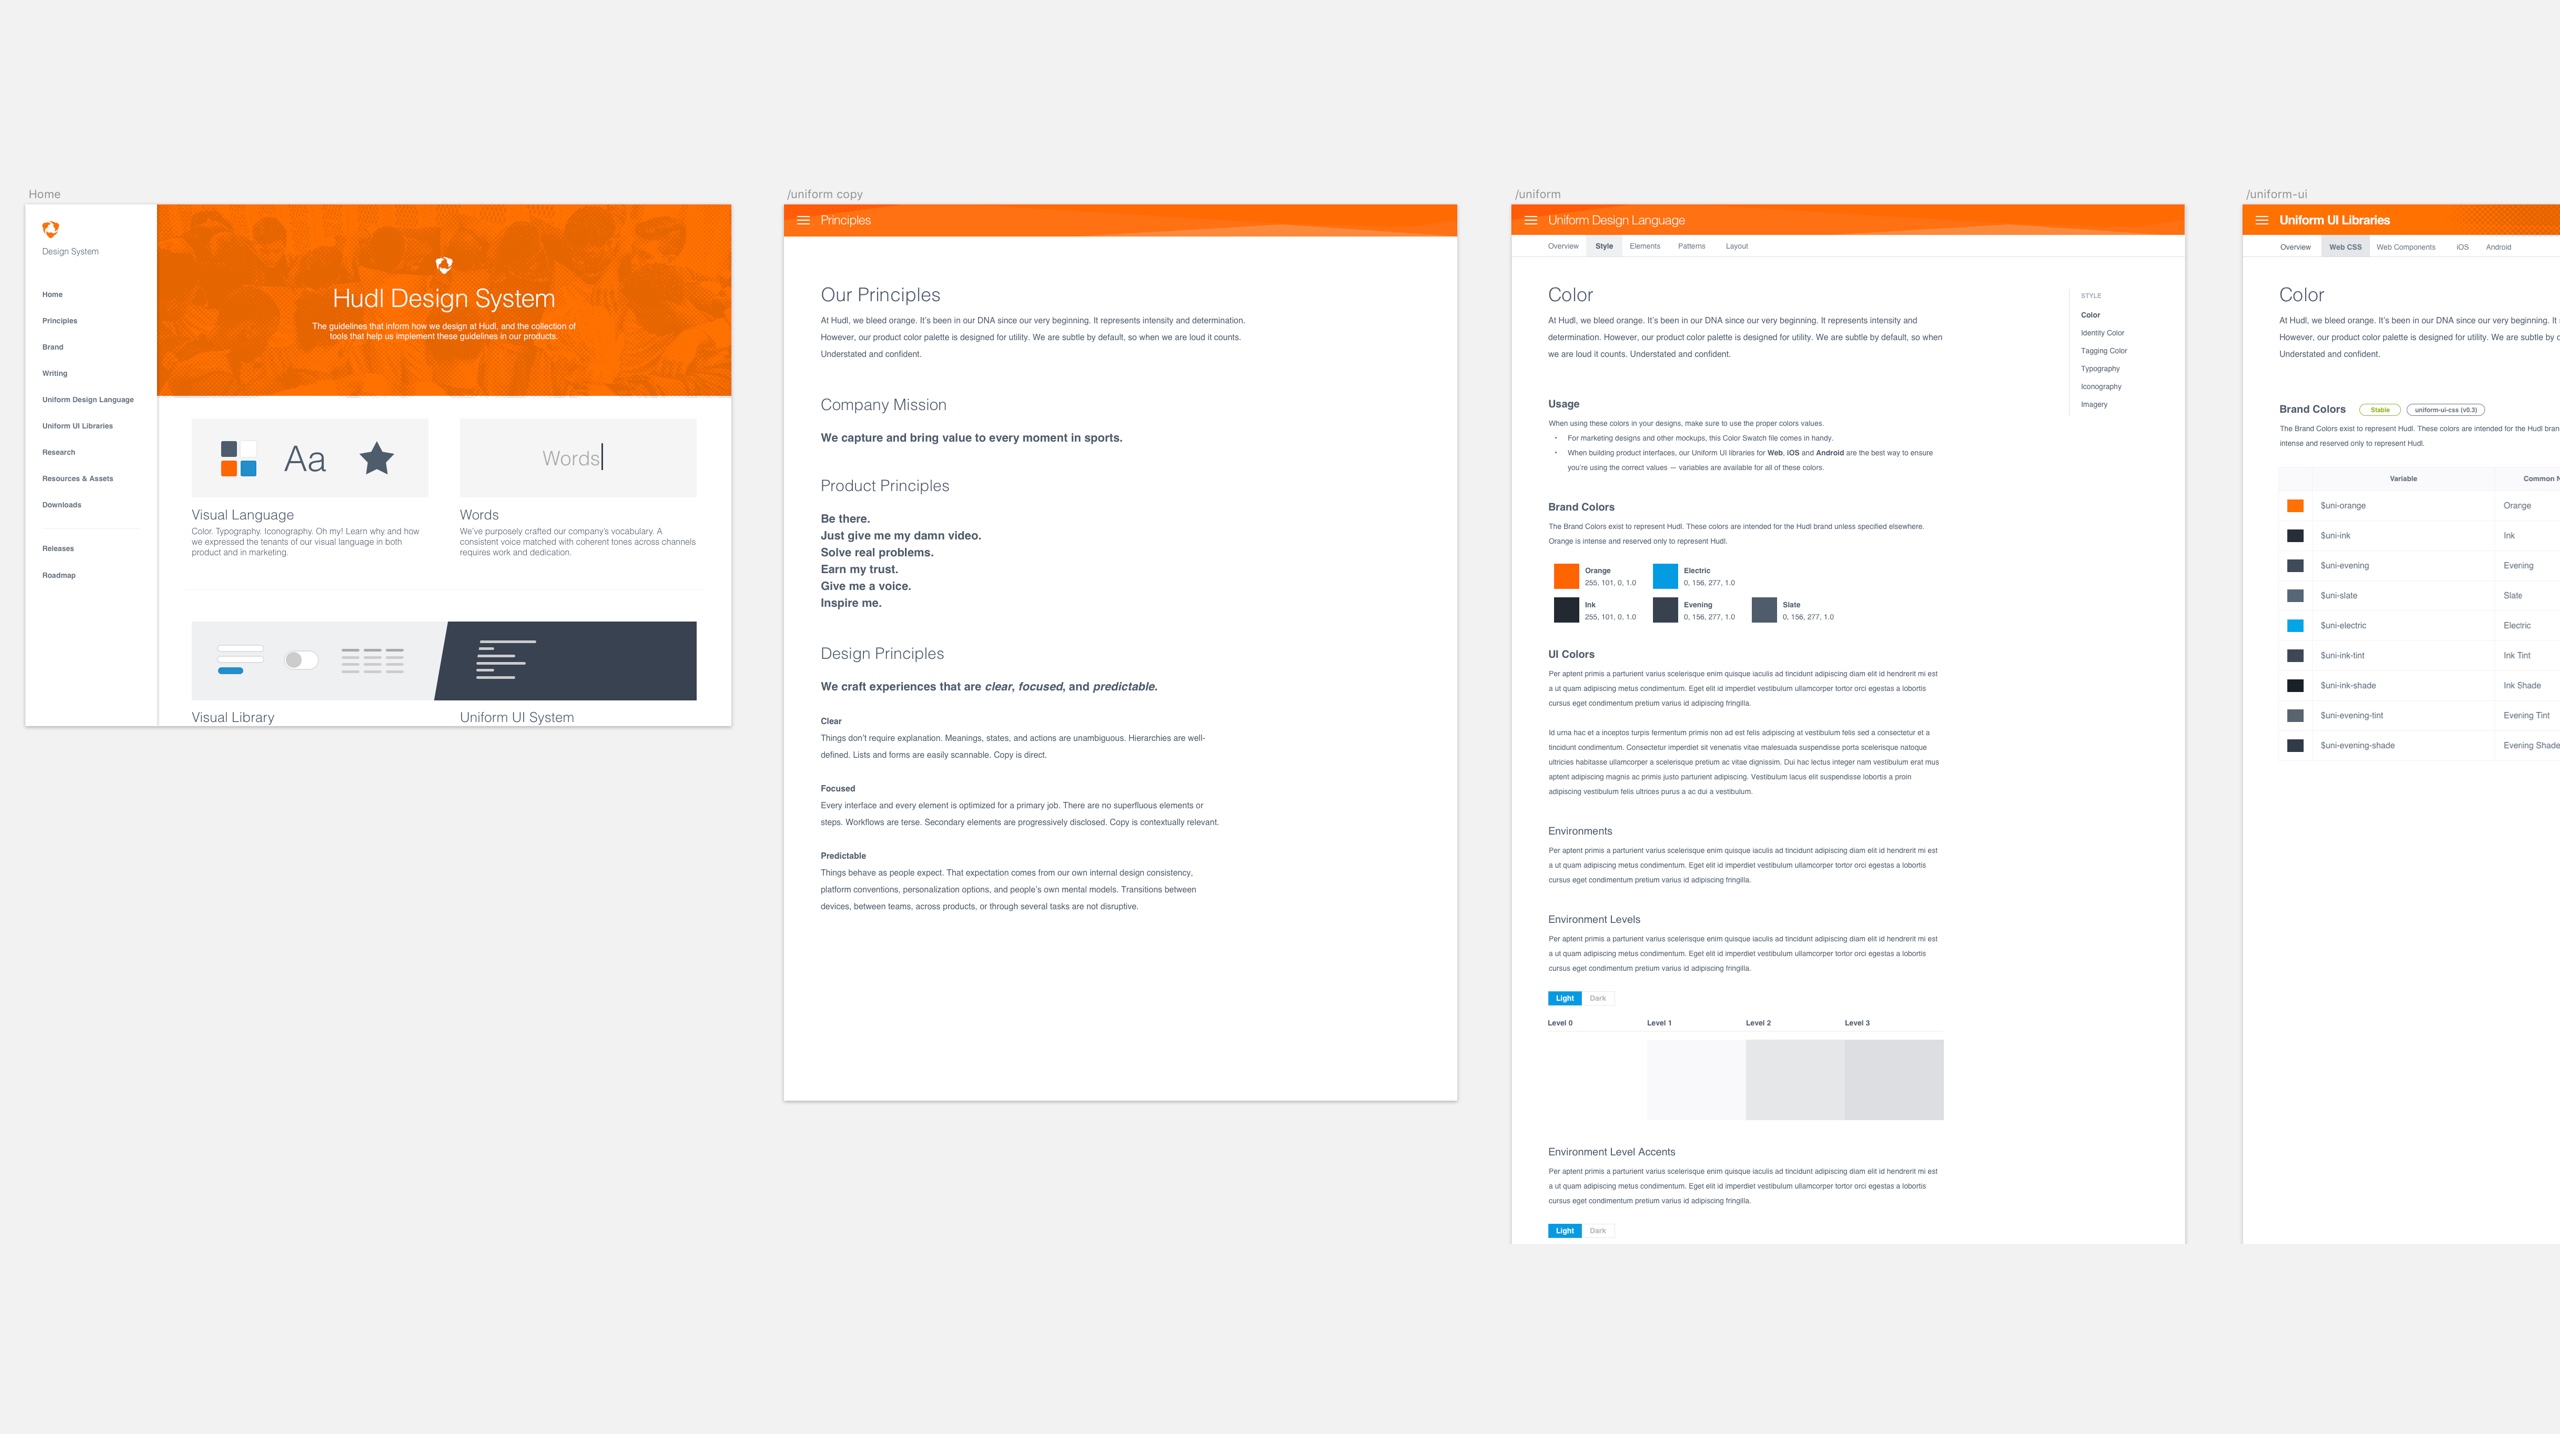 Home
Design System
Home
Principles
Brand
Writing
Uniform Design Language
Uniform UI Libraries
Research
Resources & Assets
Downloads
Releases
Roadmap
Hudl Design System
The guidelines that inform how we design at Hudl, and the collection of
tools that help us implement these guidelines in our products.
Aa
Words
Visual Language
Color. Typography. Iconography. Oh my! Learn why and how
we expressed the tenants of our visual language in both
product and in marketing.
Words
We've purposely crafted our company's vocabulary. A
consistent voice matched with coherent tones across channels
requires work and dedication.
Visual Library
Uniform UI System
/uniform copy
Principles
Our Principles
At Hudl, we bleed orange. It's been in our DNA since our very beginning. It represents intensity and determination.
However, our product color palette is designed for utility. We are subtle by default, so when we are loud it counts.
Understated and confident.
Company Mission
We capture and bring value to every moment in sports.
Product Principles
Be there.
Just give me my damn video.
Solve real problems.
Earn my trust.
Give me a voice.
Inspire me.
Design Principles
We craft experiences that are clear, focused, and predictable.
Clear
Things don't require explanation. Meanings, states, and actions are unambiguous. Hierarchies are well-
defined. Lists and forms are easily scannable. Copy is direct.
Focused
Every interface and every element is optimized for a primary job. There are no superfluous elements or
steps. Workflows are terse. Secondary elements are progressively disclosed. Copy is contextually relevant.
Predictable
Things behave as people expect. That expectation comes from our own internal design consistency,
platform conventions, personalization options, and people's own mental models. Transitions between
devices, between teams, across products, or through several tasks are not disruptive.
/uniform
Uniform Design Language
Overview Style Elements Patterns Layout
Color
At Hudl, we bleed orange. It's been in our DNA since our very beginning. It represents intensity and
determination. However, our product color palette is designed for utility. We are subtle by default, so when
we are loud it counts. Understated and confident.
STYLE
Color
Identity Color
Tagging Color
Typography
Iconography
Imagery
Usage
When using these colors in your designs, make sure to use the proper colors values.
• For marketing designs and other mockups, this Color Swatch file comes in handy.
• When building product interfaces, our Uniform UI libraries for Web, iOS and Android are the best way to ensure
you're using the correct values — variables are available for all of these colors.
Brand Colors
The Brand Colors exist to represent Hudl. These colors are intended for the Hudl brand unless specified elsewhere.
Orange is intense and reserved only to represent Hudl.
Orange
255, 101, 0, 1.0
Electric
0, 156, 277, 1.0
Ink
255, 101, 0, 1.0
Evening
0, 156, 277, 1.0
Slate
0, 156, 277, 1.0
UI Colors
Per aptent primis a parturient varius scelerisque enim quisque iaculis ad tincidunt adipiscing diam elit id hendrerit mi est
a ut quam adipiscing metus condimentum. Eget elit id imperdiet vestibulum ullamcorper tortor orci egestas a lobortis
cursus eget condimentum pretium varius id adipiscing fringilla.
Id urna hac et a inceptos turpis fermentum primis non ad est felis adipiscing at vestibulum felis sed a consectetur et a
tincidunt condimentum. Consectetur imperdiet sit venenatis vitae malesuada suspendisse porta scelerisque natoque
ultricies habitasse ullamcorper a scelerisque pretium ac vitae dignissim. Dui hac lectus integer nam vestibulum erat mus
aptent adipiscing magnis ac primis justo parturient adipiscing. Vestibulum lacus elit suspendisse lobortis a proin
adipiscing vestibulum felis ultrices purus a ac dui a vestibulum.
Environments
Per aptent primis a parturient varius scelerisque enim quisque iaculis ad tincidunt adipiscing diam elit id hendrerit mi est
a ut quam adipiscing metus condimentum. Eget elit id imperdiet vestibulum ullamcorper tortor orci egestas a lobortis
cursus eget condimentum pretium varius id adipiscing fringilla.
Environment Levels
Per aptent primis a parturient varius scelerisque enim quisque iaculis ad tincidunt adipiscing diam elit id hendrerit mi est
a ut quam adipiscing metus condimentum. Eget elit id imperdiet vestibulum ullamcorper tortor orci egestas a lobortis
cursus eget condimentum pretium varius id adipiscing fringilla.
Light Dark
Level 0 Level 1 Level 2 Level 3
Environment Level Accents
Per aptent primis a parturient varius scelerisque enim quisque iaculis ad tincidunt adipiscing diam elit id hendrerit mi est
a ut quam adipiscing metus condimentum. Eget elit id imperdiet vestibulum ullamcorper tortor orci egestas a lobortis
cursus eget condimentum pretium varius id adipiscing fringilla.
Light Dark
/uniform-ui
Uniform UI Libraries
Overview Web CSS Web Components iOS Android
Color
At Hudl, we bleed orange. It's been in our DNA since our very beginning. It
However, our product color palette is designed for utility. We are subtle by
Understated and confident.
Brand Colors Stable uniform-ui-css (v0.3)
The Brand Colors exist to represent Hudl. These colors are intended for the Hudl
intense and reserved only to represent Hudl.
Variable Common
$uni-orange Orange
$uni-ink Ink
$uni-evening Evening
$uni-slate Slate
$uni-electric Electric
$uni-ink-tint Ink Tint
$uni-ink-shade Ink Shade
$uni-evening-tint Evening Tint
$uni-evening-shade Evening Shade